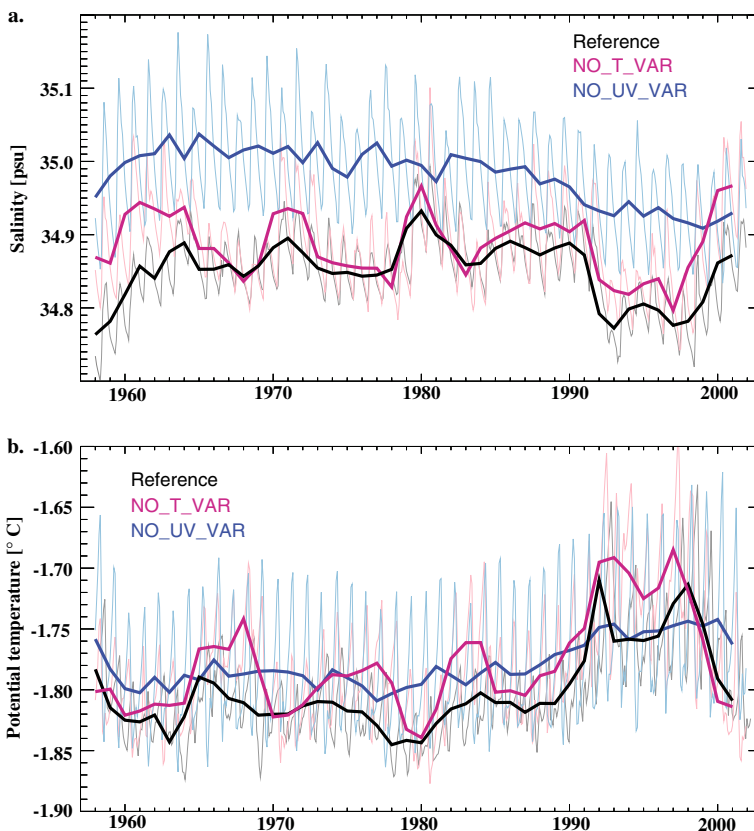 a.
Reference
NO_T_VAR
NO_UV_VAR
Salinity [psu]
35.1
35.0
34.9
34.8
1960 1970 1980 1990 2000
b.
-1.60
Reference
NO_T_VAR
NO_UV_VAR
Potential temperature [° C]
-1.65
-1.70
-1.75
-1.80
-1.85
-1.90
1960 1970 1980 1990 2000